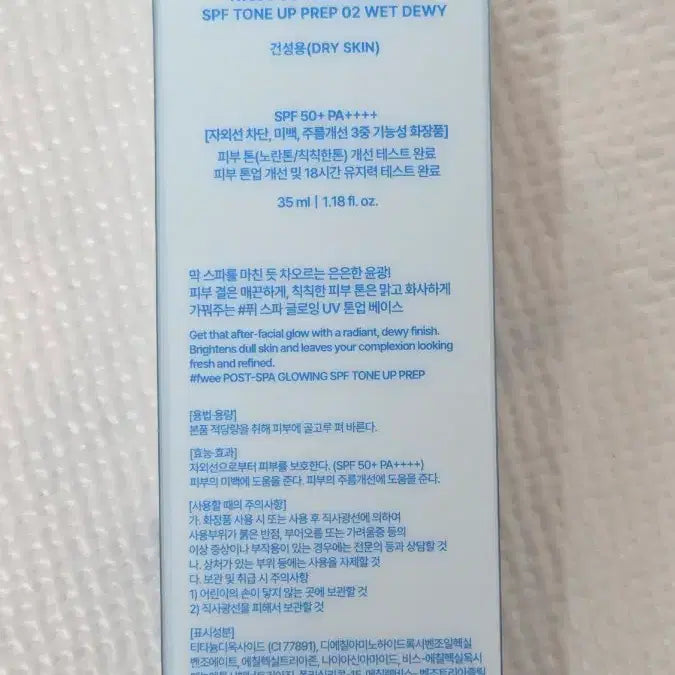 SPF TONE UP PREP 02 WET DEWY
건성용(DRY SKIN)
SPF 50+ PA++++
[자외선 차단, 미백, 주름개선 3중 기능성 화장품]
피부 톤(노란톤/칙칙한톤) 개선 테스트 완료
피부 톤업 개선 및 18시간 유지력 테스트 완료
35 ml | 1.18 fl. oz.
막 스파를 마친 듯 차오르는 은은한 윤광!
피부 결은 매끈하게, 칙칙한 피부 톤은 맑고 화사하게
가꿔주는 #퓌 스파 글로잉 UV 톤업 베이스
Get that after-facial glow with a radiant, dewy finish.
Brightens dull skin and leaves your complexion looking
fresh and refined.
#fwee POST-SPA GLOWING SPF TONE UP PREP
[용법·용량]
본품 적당량을 취해 피부에 골고루 펴 바른다.
[효능·효과]
자외선으로부터 피부를 보호한다. (SPF 50+ PA++++)
피부의 미백에 도움을 준다. 피부의 주름개선에 도움을 준다.
[사용할 때의 주의사항]
가. 화장품 사용 시 또는 사용 후 직사광선에 의하여
사용부위가 붉은 반점, 부어오름 또는 가려움증 등의
이상 증상이나 부작용이 있는 경우에는 전문의 등과 상담할 것
나. 상처가 있는 부위 등에는 사용을 자제할 것
다. 보관 및 취급 시 주의사항
1) 어린이의 손이 닿지 않는 곳에 보관할 것
2) 직사광선을 피해서 보관할 것
[표시성분]
티타늄디옥사이드 (CI 77891), 디에칠아미노하이드록시벤조일헥실
벤조에이트, 에칠헥실트리아존, 나이아신아마이드, 비스-에칠헥실옥시